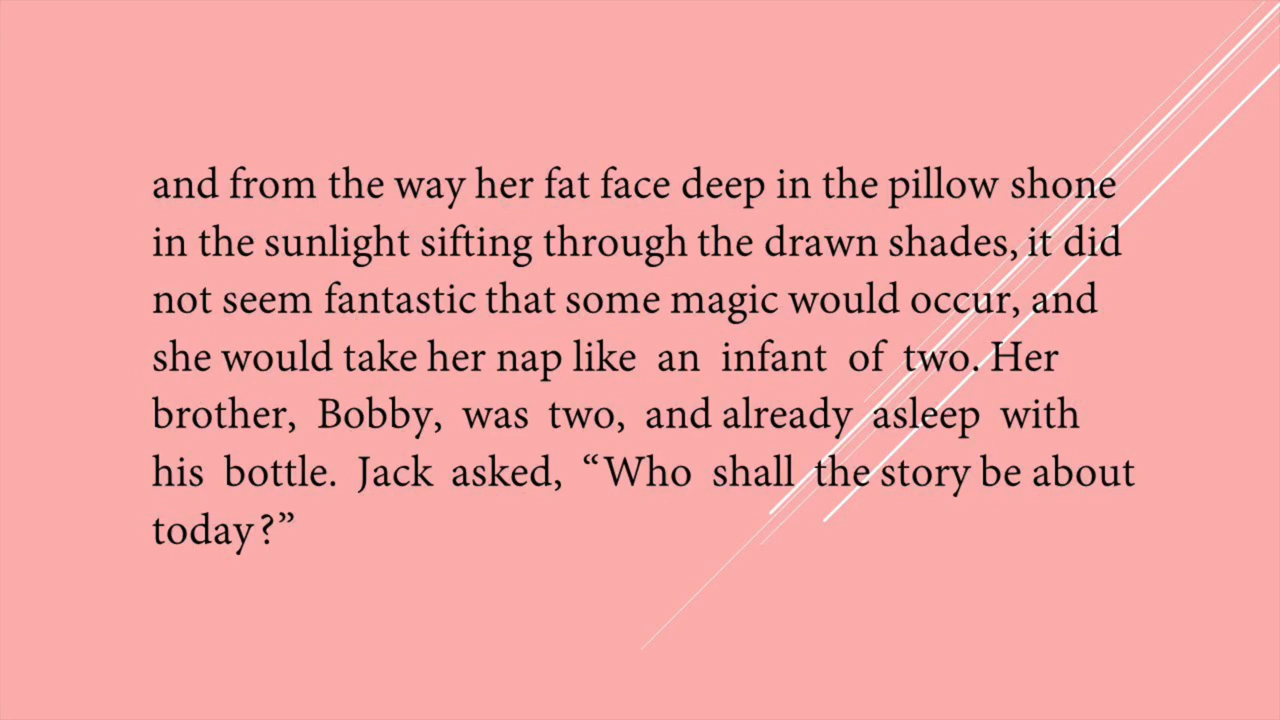 and from the way her fat face deep in the pillow shone
in the sunlight sifting through the drawn shades, it did
not seem fantastic that some magic would occur, and
she would take her nap like an infant of two. Her
brother, Bobby, was two, and already asleep with
his bottle. Jack asked, “Who shall the story be about
today?”